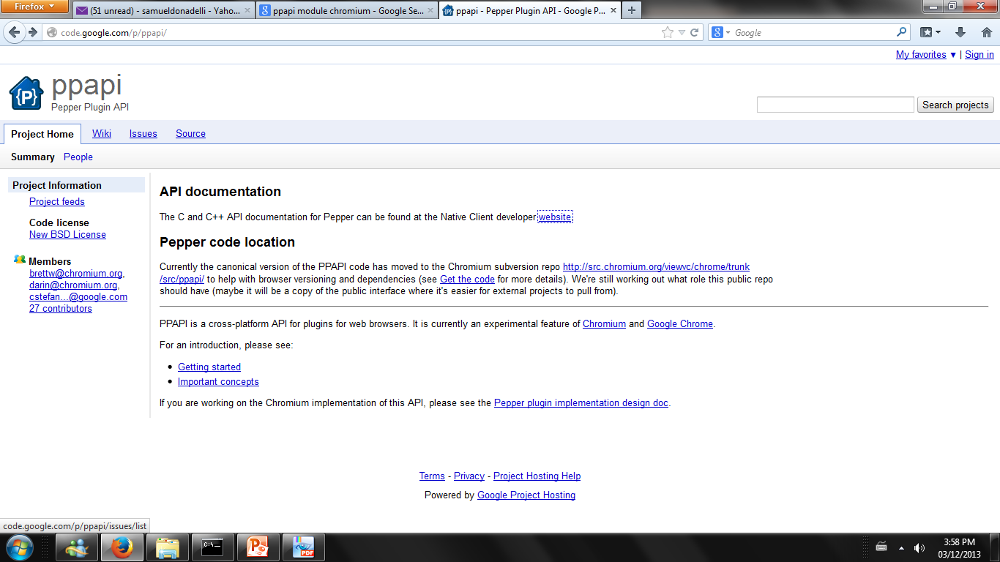 Firefox
(51 unread) - samueldonadelli - Yaho...
ppapi module chromium - Google Se...
ppapi - Pepper Plugin API - Google P...
code.google.com/p/ppapi/
Google
My favorites ▼ | Sign in
{P}
ppapi
Pepper Plugin API
Search projects
Project Home Wiki Issues Source
Summary People
Project Information
Project feeds
Code license
New BSD License
Members
brettw@chromium.org,
darin@chromium.org,
cstefan...@google.com
27 contributors
API documentation
The C and C++ API documentation for Pepper can be found at the Native Client developer website.
Pepper code location
Currently the canonical version of the PPAPI code has moved to the Chromium subversion repo http://src.chromium.org/viewvc/chrome/trunk
/src/ppapi/ to help with browser versioning and dependencies (see Get the code for more details). We're still working out what role this public repo
should have (maybe it will be a copy of the public interface where it's easier for external projects to pull from).
PPAPI is a cross-platform API for plugins for web browsers. It is currently an experimental feature of Chromium and Google Chrome.
For an introduction, please see:
• Getting started
• Important concepts
If you are working on the Chromium implementation of this API, please see the Pepper plugin implementation design doc.
Terms - Privacy - Project Hosting Help
Powered by Google Project Hosting
code.google.com/p/ppapi/issues/list
C:\_
P
PDF
3:58 PM
03/12/2013